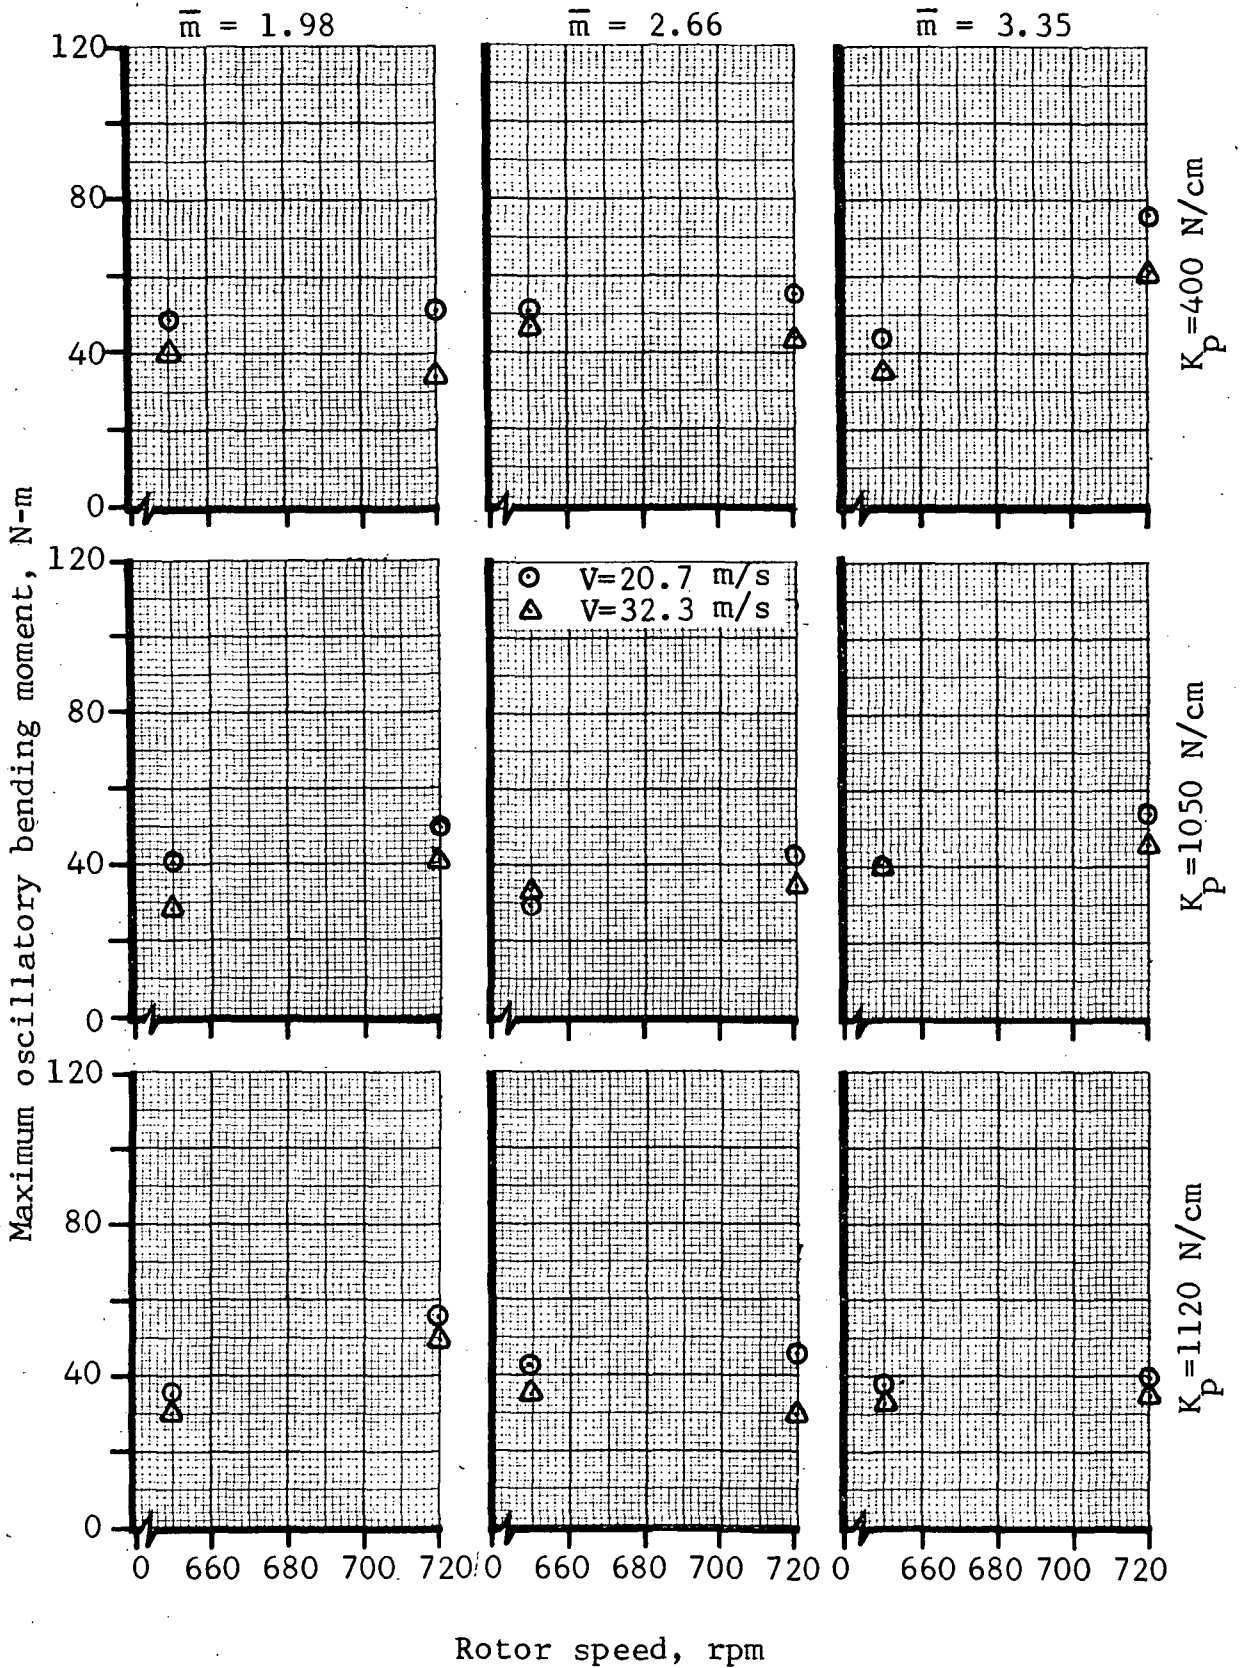 m̅ = 1.98
m̅ = 2.66
m̅ = 3.35
120
80
40
0
K_p=400 N/cm
120
80
40
0
V=20.7 m/s
V=32.3 m/s
K_p=1050 N/cm
120
80
40
0
K_p=1120 N/cm
0 660 680 700 720
0 660 680 700 720
0 660 680 700 720
Maximum oscillatory bending moment, N-m
Rotor speed, rpm